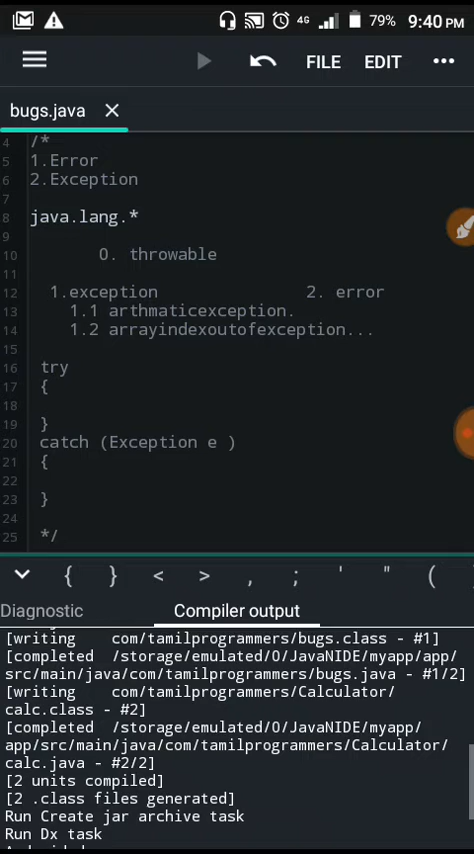 4G 79% 9:40 PM
FILE EDIT
bugs.java
4 /*
5 1.Error
6 2.Exception
7
8 java.lang.*
9
10 0. throwable
11
12 1.exception 2. error
13 1.1 arthmaticexception.
14 1.2 arrayindexoutofexception...
15
16 try
17 {
18
19 }
20 catch (Exception e )
21 {
22
23 }
24
25 */
{ } < > , ; ' " (
Diagnostic Compiler output
[writing com/tamilprogrammers/bugs.class - #1]
[completed /storage/emulated/0/JavaNIDE/myapp/app/
src/main/java/com/tamilprogrammers/bugs.java - #1/2]
[writing com/tamilprogrammers/Calculator/
calc.class - #2]
[completed /storage/emulated/0/JavaNIDE/myapp/
app/src/main/java/com/tamilprogrammers/Calculator/
calc.java - #2/2]
[2 units compiled]
[2 .class files generated]
Run Create jar archive task
Run Dx task